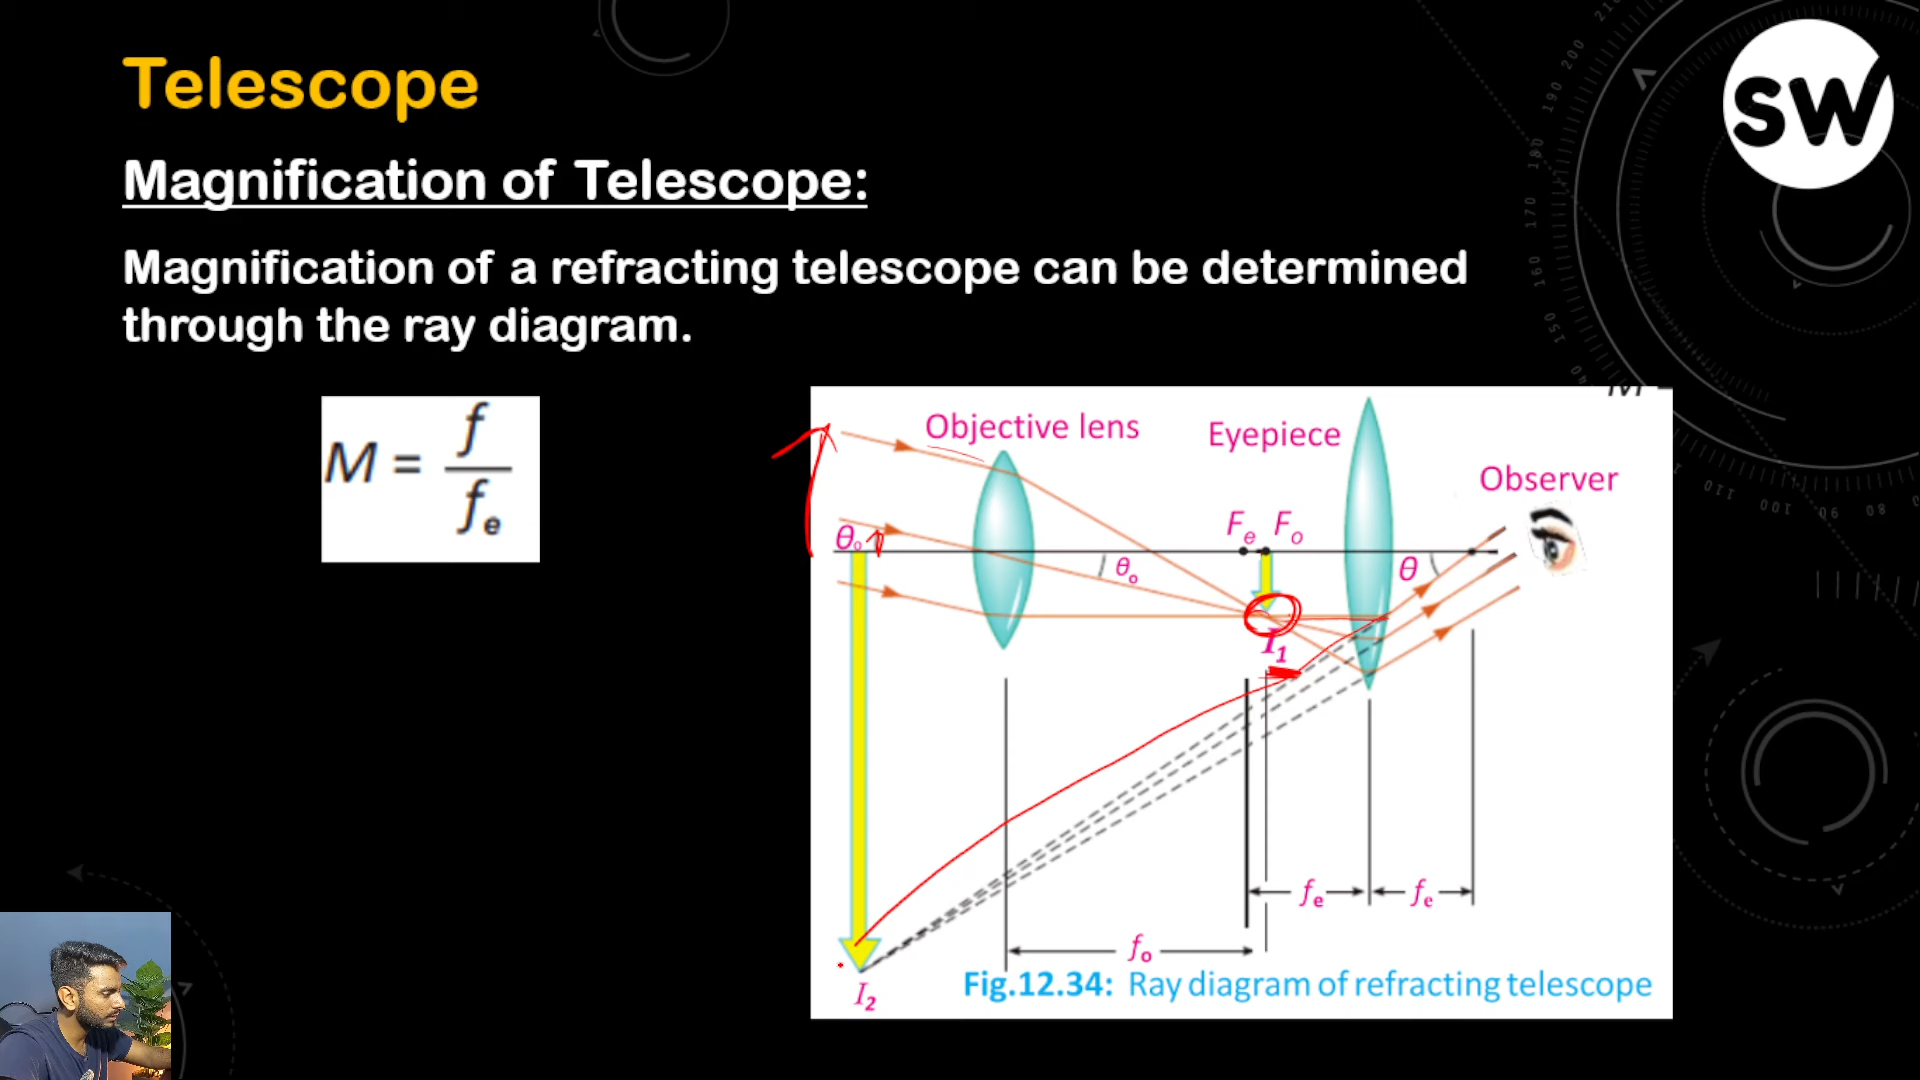 Telescope
SW
Magnification of Telescope:
Magnification of a refracting telescope can be determined
through the ray diagram.
M = f / fe
Objective lens
Eyepiece
Observer
Fe Fo
θo
θo
θ
I1
fe
fe
fo
I2
Fig.12.34: Ray diagram of refracting telescope